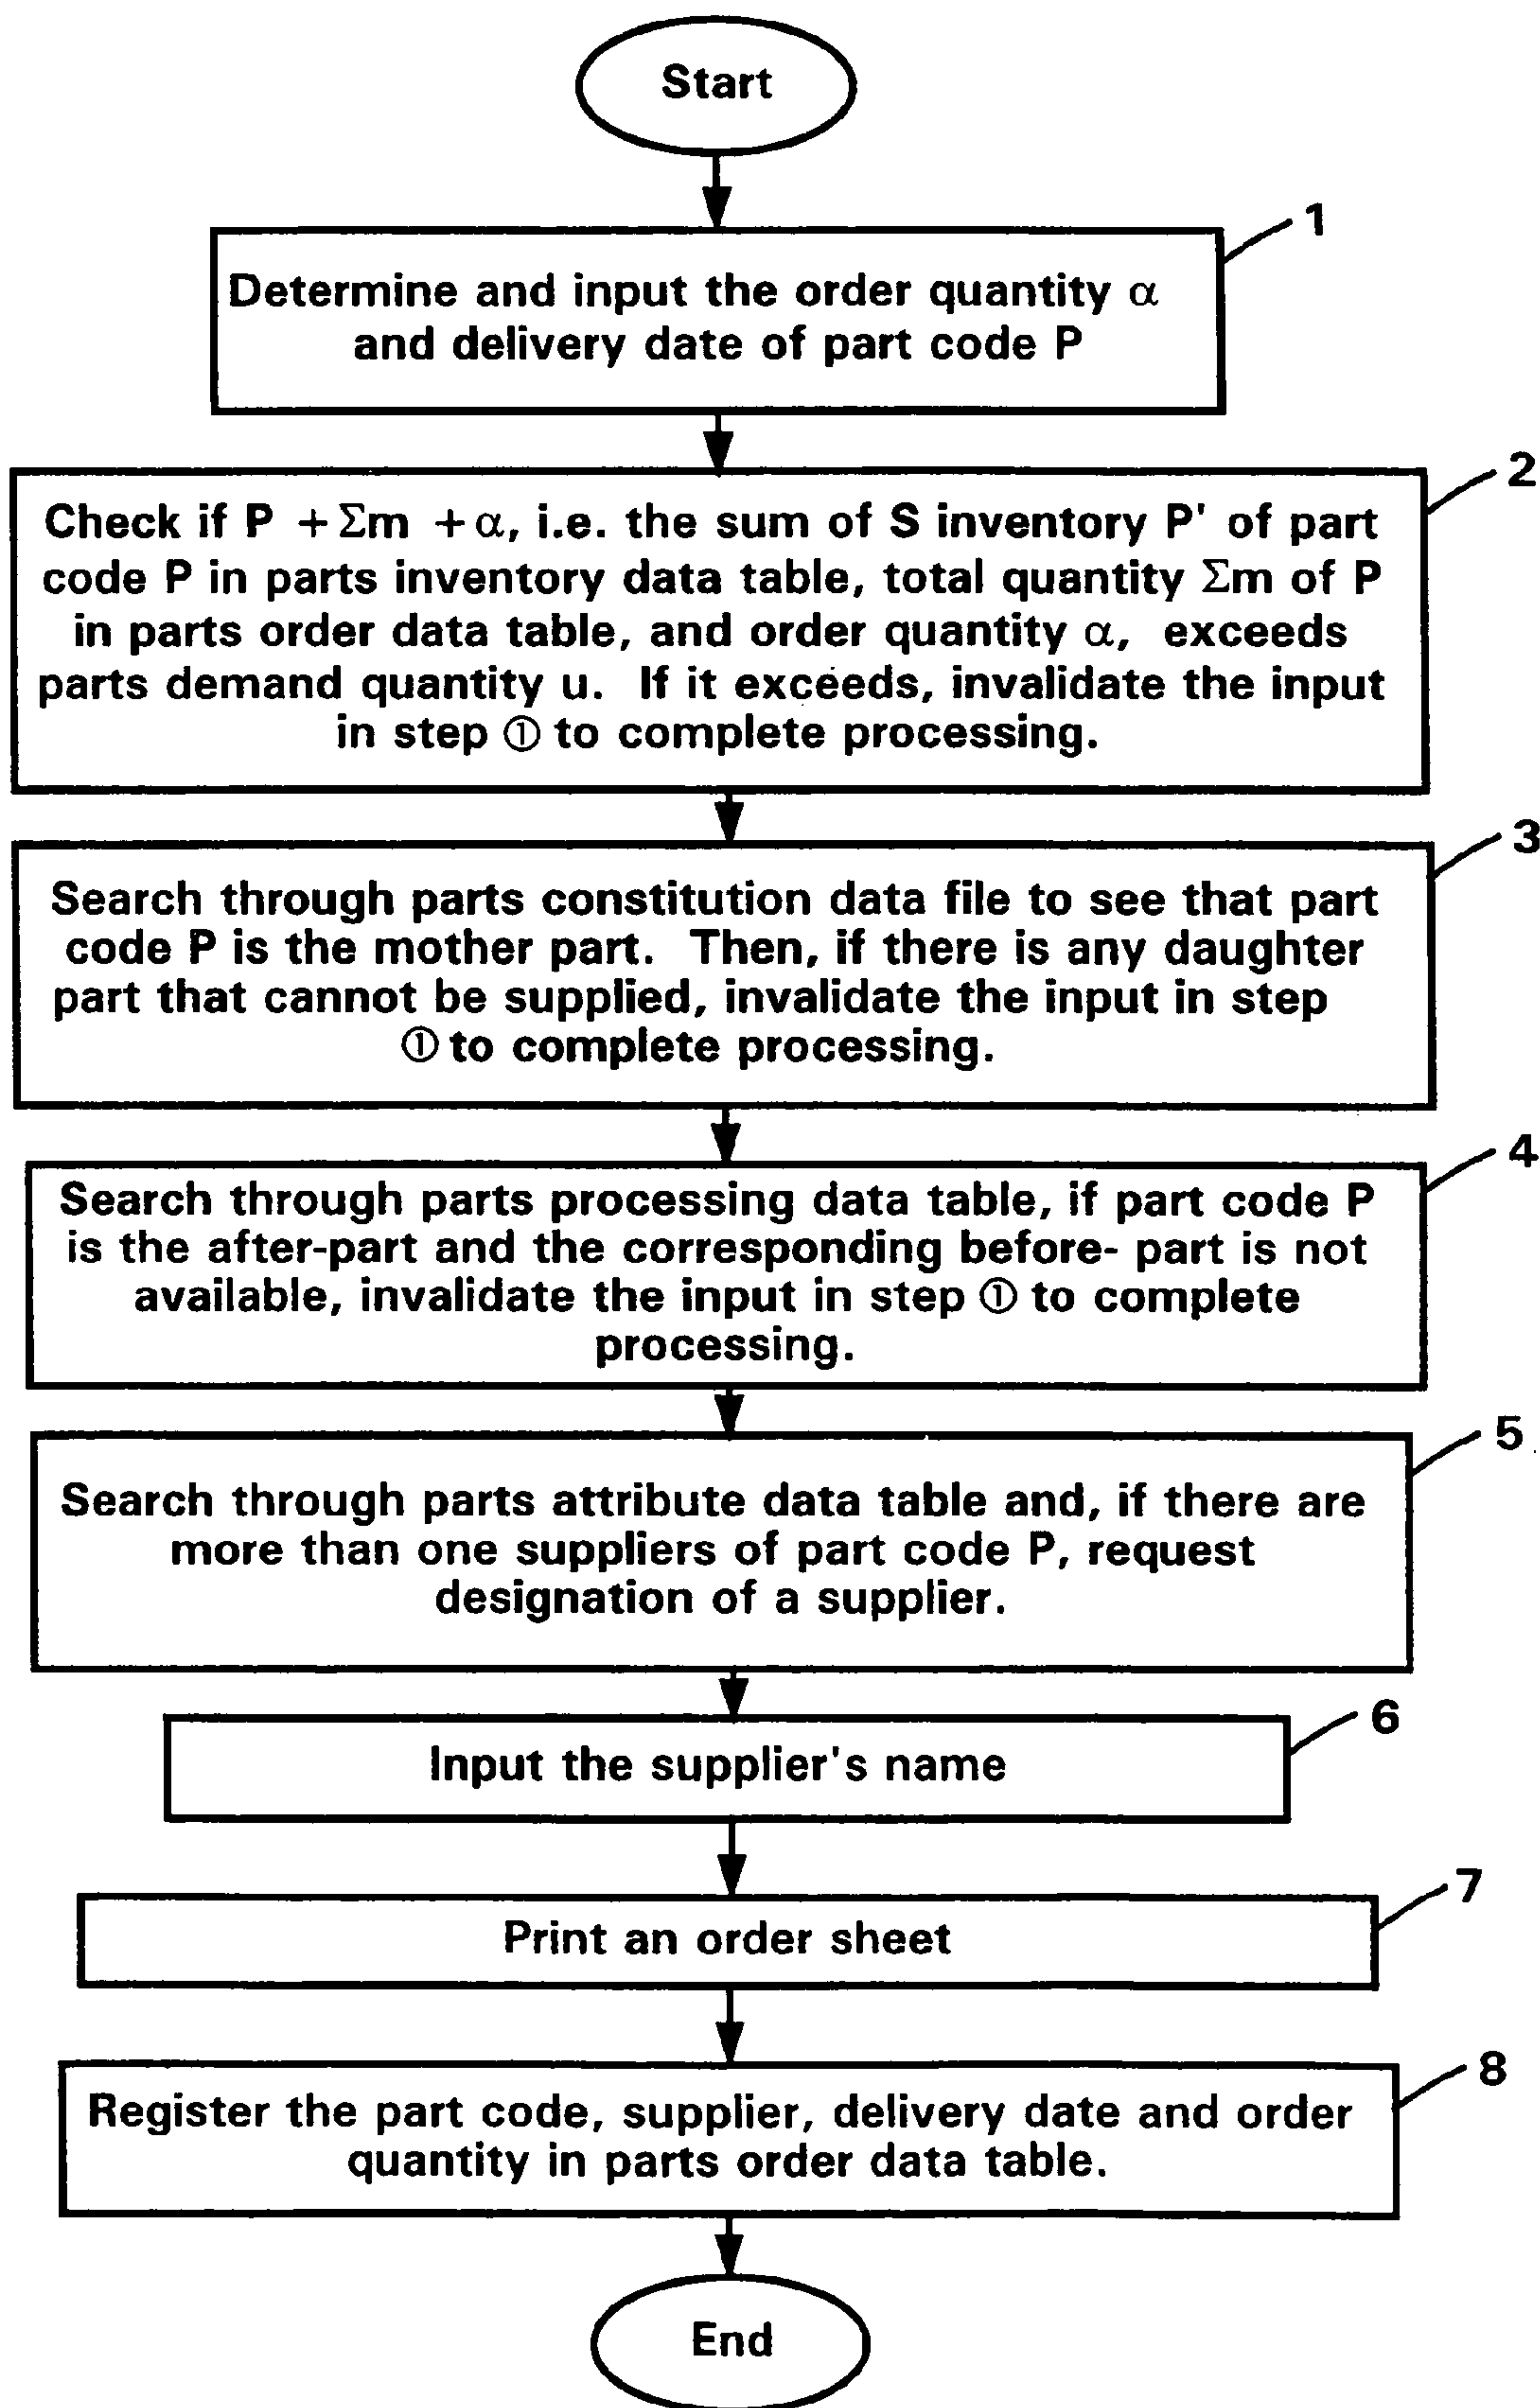 Start
1
Determine and input the order quantity α
and delivery date of part code P
2
Check if P +Σm +α, i.e. the sum of S inventory P' of part
code P in parts inventory data table, total quantity Σm of P
in parts order data table, and order quantity α, exceeds
parts demand quantity u. If it exceeds, invalidate the input
in step ① to complete processing.
3
Search through parts constitution data file to see that part
code P is the mother part. Then, if there is any daughter
part that cannot be supplied, invalidate the input in step
① to complete processing.
4
Search through parts processing data table, if part code P
is the after-part and the corresponding before- part is not
available, invalidate the input in step ① to complete
processing.
5
Search through parts attribute data table and, if there are
more than one suppliers of part code P, request
designation of a supplier.
6
Input the supplier's name
7
Print an order sheet
8
Register the part code, supplier, delivery date and order
quantity in parts order data table.
End